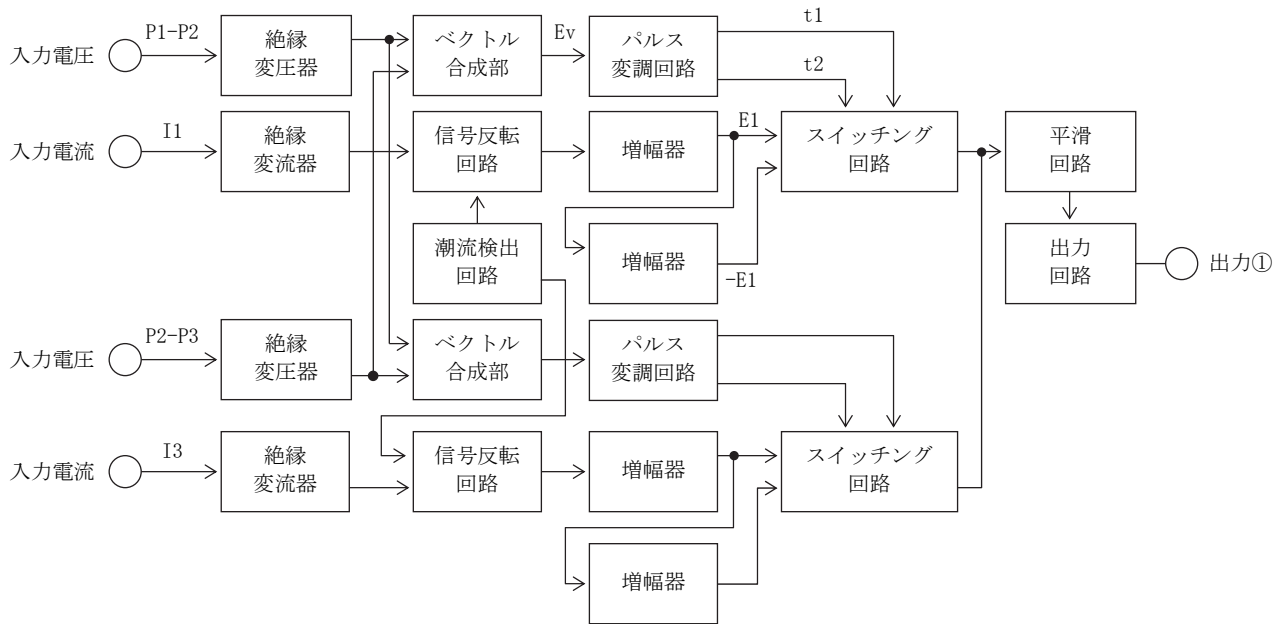 入力電圧
P1-P2
絶縁
変圧器
ベクトル
合成部
Ev
パルス
変調回路
t1
t2
入力電流
I1
絶縁
変流器
信号反転
回路
増幅器
E1
スイッチング
回路
平滑
回路
潮流検出
回路
増幅器
-E1
出力
回路
出力①
入力電圧
P2-P3
絶縁
変圧器
ベクトル
合成部
パルス
変調回路
入力電流
I3
絶縁
変流器
信号反転
回路
増幅器
スイッチング
回路
増幅器